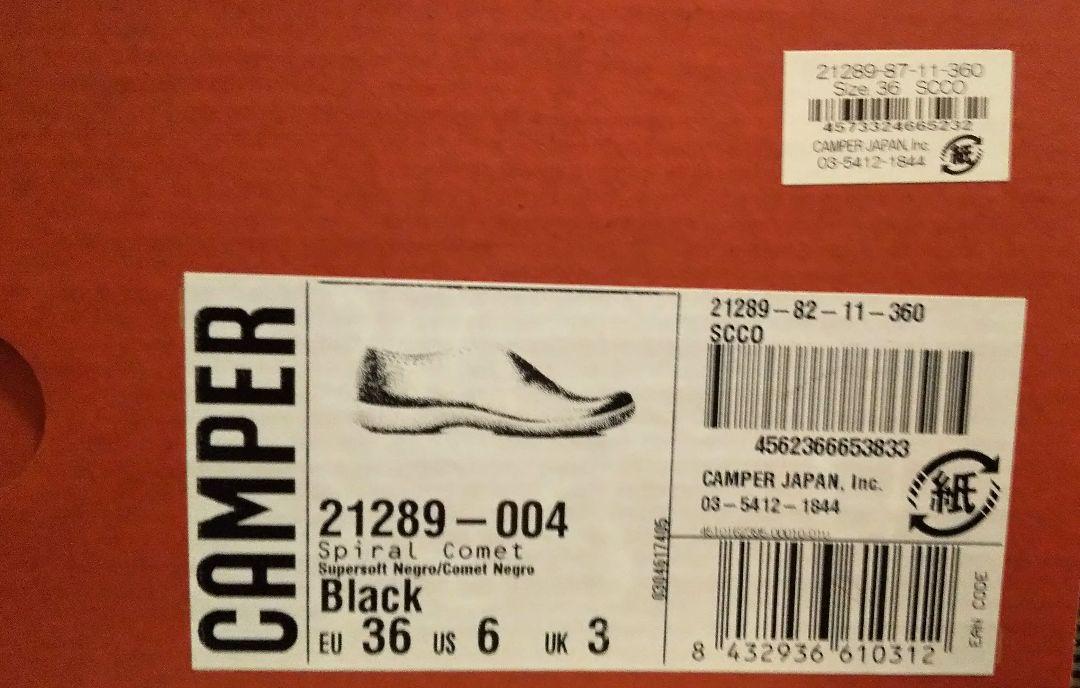 21289-87-11-360
Size 36 SCCO
4573324665232
CAMPER JAPAN, Inc.
03-5412-1844
紙
CAMPER
21289-004
Spiral Comet
Supersoft Negro/Comet Negro
Black
EU 36 US 6 UK 3
0304617405
21289-82-11-360
SCCO
4562366653833
CAMPER JAPAN, Inc.
03-5412-1844
紙
EAN CODE
8 432936 610312